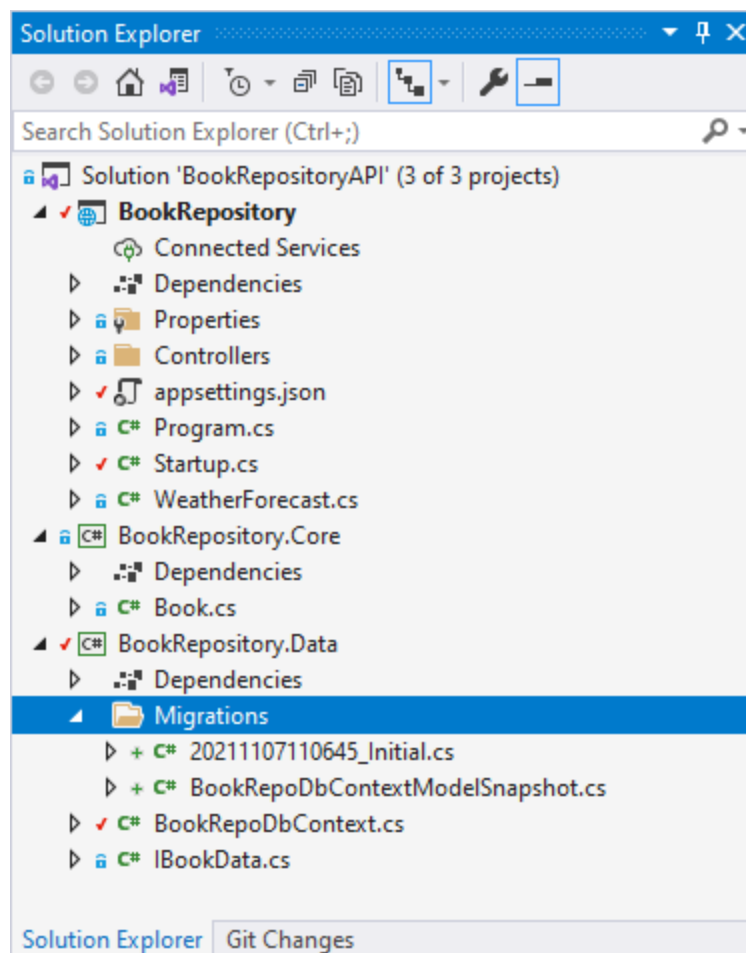 Solution Explorer
Search Solution Explorer (Ctrl+;)
Solution 'BookRepositoryAPI' (3 of 3 projects)
BookRepository
Connected Services
Dependencies
Properties
Controllers
appsettings.json
C# Program.cs
C# Startup.cs
C# WeatherForecast.cs
C# BookRepository.Core
Dependencies
C# Book.cs
C# BookRepository.Data
Dependencies
Migrations
C# 20211107110645_Initial.cs
C# BookRepoDbContextModelSnapshot.cs
C# BookRepoDbContext.cs
C# IBookData.cs
Solution Explorer Git Changes